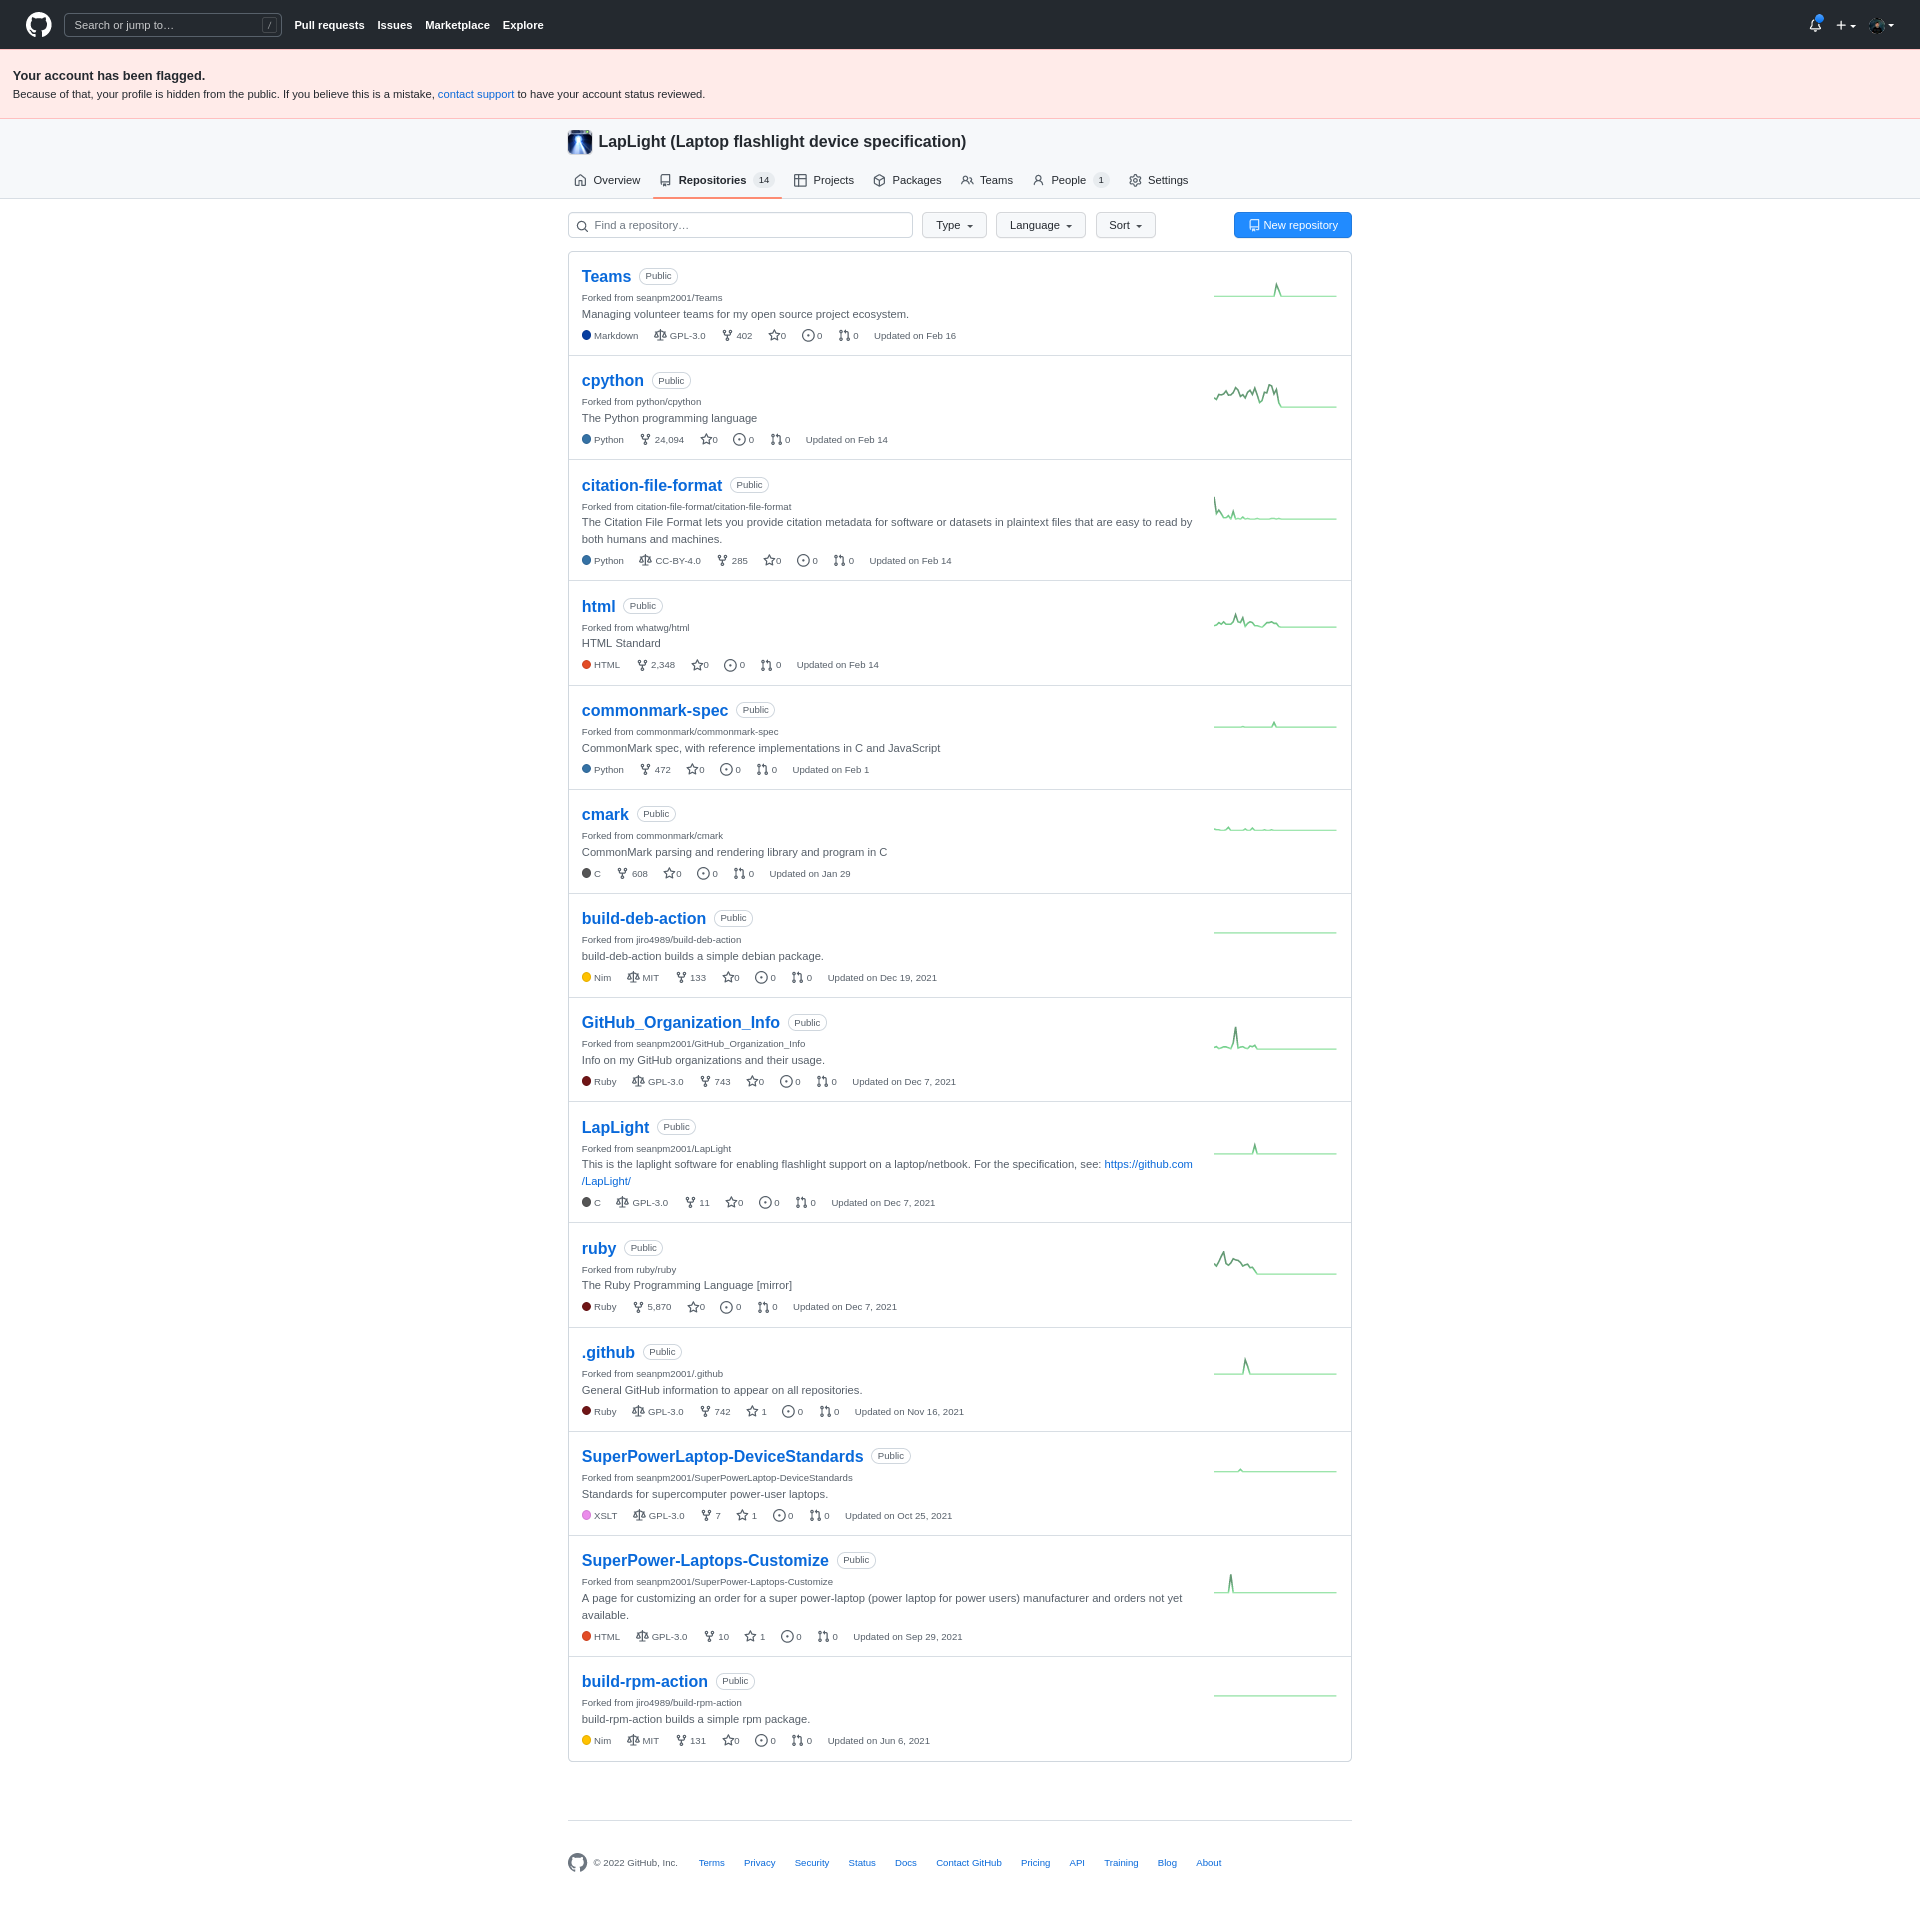 Search or jump to… /
Pull requests Issues Marketplace Explore
Your account has been flagged.
Because of that, your profile is hidden from the public. If you believe this is a mistake, contact support to have your account status reviewed.
LapLight (Laptop flashlight device specification)
Overview Repositories 14 Projects Packages Teams People 1 Settings
Find a repository… Type Language Sort New repository
Teams Public
Forked from seanpm2001/Teams
Managing volunteer teams for my open source project ecosystem.
Markdown GPL-3.0 402 0 0 0 Updated on Feb 16
cpython Public
Forked from python/cpython
The Python programming language
Python 24,094 0 0 0 Updated on Feb 14
citation-file-format Public
Forked from citation-file-format/citation-file-format
The Citation File Format lets you provide citation metadata for software or datasets in plaintext files that are easy to read by
both humans and machines.
Python CC-BY-4.0 285 0 0 0 Updated on Feb 14
html Public
Forked from whatwg/html
HTML Standard
HTML 2,348 0 0 0 Updated on Feb 14
commonmark-spec Public
Forked from commonmark/commonmark-spec
CommonMark spec, with reference implementations in C and JavaScript
Python 472 0 0 0 Updated on Feb 1
cmark Public
Forked from commonmark/cmark
CommonMark parsing and rendering library and program in C
C 608 0 0 0 Updated on Jan 29
build-deb-action Public
Forked from jiro4989/build-deb-action
build-deb-action builds a simple debian package.
Nim MIT 133 0 0 0 Updated on Dec 19, 2021
GitHub_Organization_Info Public
Forked from seanpm2001/GitHub_Organization_Info
Info on my GitHub organizations and their usage.
Ruby GPL-3.0 743 0 0 0 Updated on Dec 7, 2021
LapLight Public
Forked from seanpm2001/LapLight
This is the laplight software for enabling flashlight support on a laptop/netbook. For the specification, see: https://github.com
/LapLight/
C GPL-3.0 11 0 0 0 Updated on Dec 7, 2021
ruby Public
Forked from ruby/ruby
The Ruby Programming Language [mirror]
Ruby 5,870 0 0 0 Updated on Dec 7, 2021
.github Public
Forked from seanpm2001/.github
General GitHub information to appear on all repositories.
Ruby GPL-3.0 742 1 0 0 Updated on Nov 16, 2021
SuperPowerLaptop-DeviceStandards Public
Forked from seanpm2001/SuperPowerLaptop-DeviceStandards
Standards for supercomputer power-user laptops.
XSLT GPL-3.0 7 1 0 0 Updated on Oct 25, 2021
SuperPower-Laptops-Customize Public
Forked from seanpm2001/SuperPower-Laptops-Customize
A page for customizing an order for a super power-laptop (power laptop for power users) manufacturer and orders not yet
available.
HTML GPL-3.0 10 1 0 0 Updated on Sep 29, 2021
build-rpm-action Public
Forked from jiro4989/build-rpm-action
build-rpm-action builds a simple rpm package.
Nim MIT 131 0 0 0 Updated on Jun 6, 2021
© 2022 GitHub, Inc. Terms Privacy Security Status Docs Contact GitHub Pricing API Training Blog About